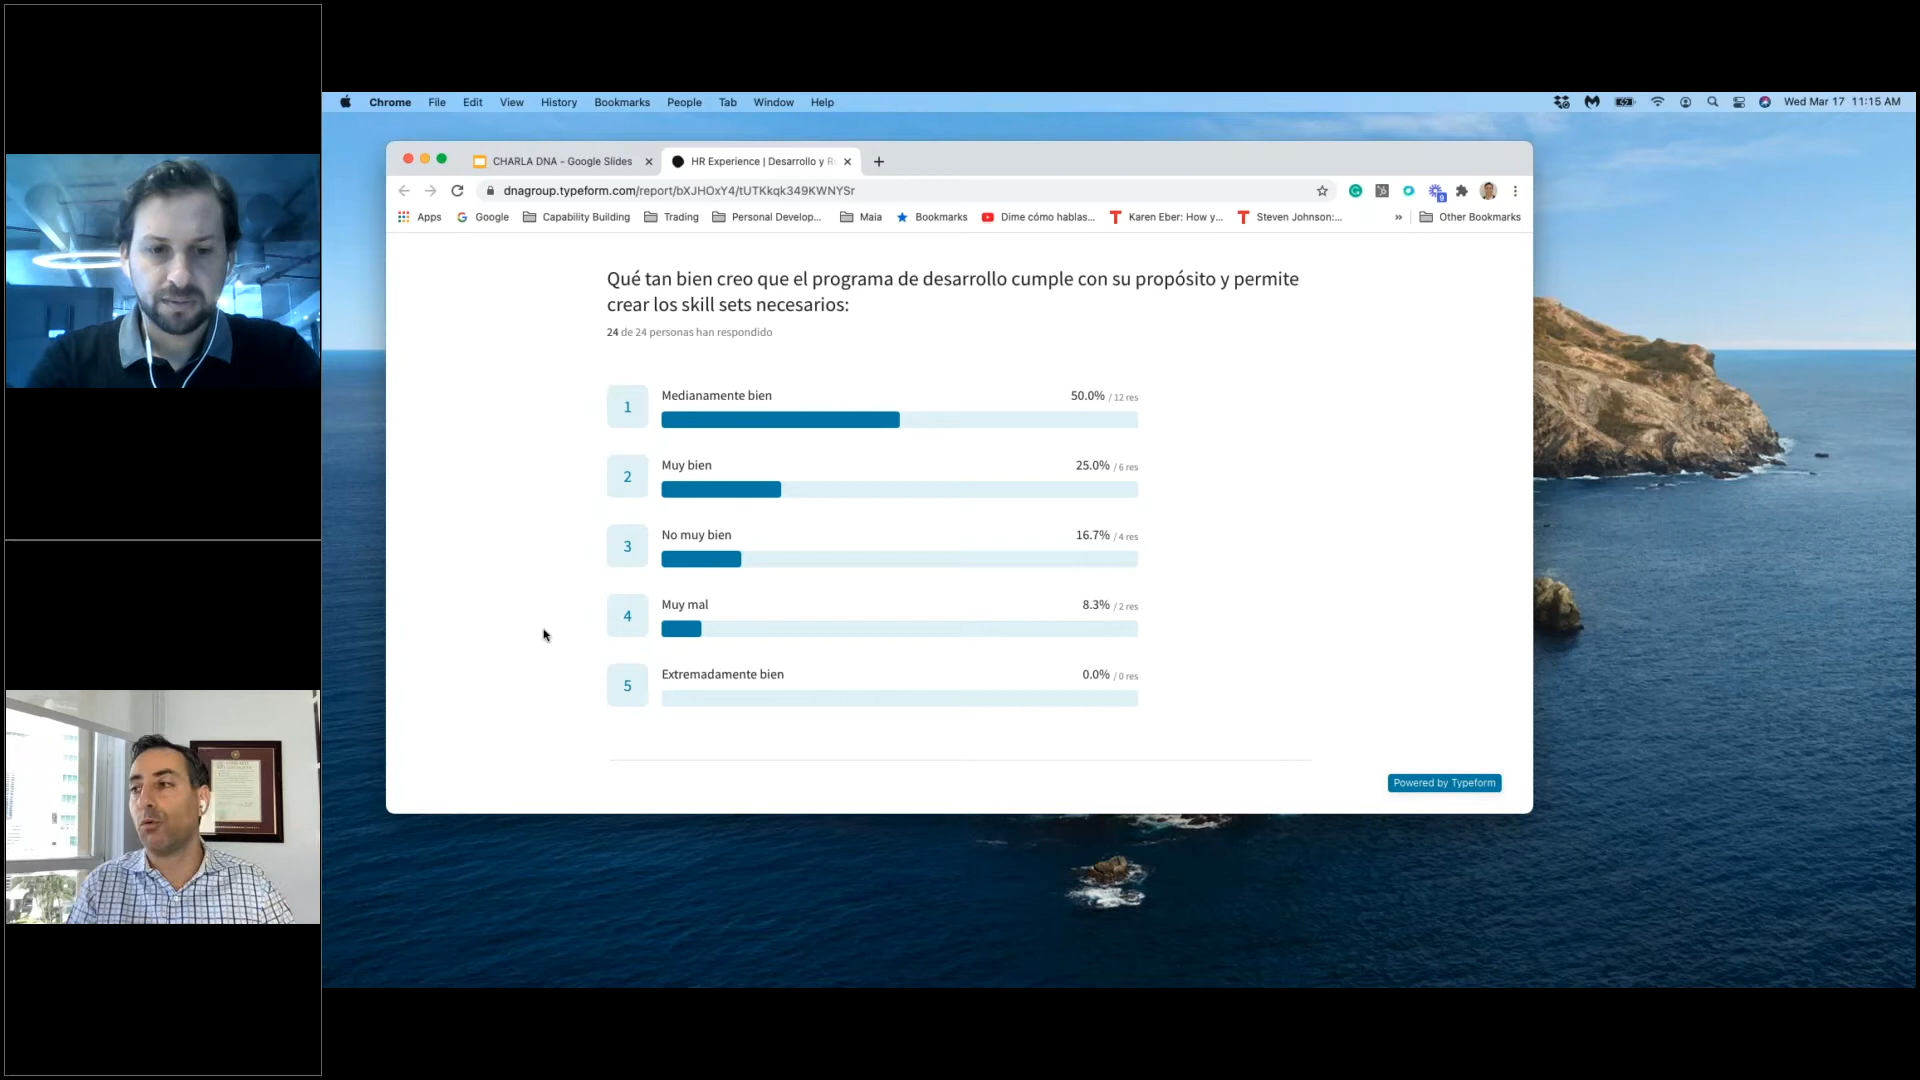 Chrome File Edit View History Bookmarks People Tab Window Help
Wed Mar 17 11:15 AM
CHARLA DNA - Google Slides
HR Experience | Desarrollo y R
dnagroup.typeform.com/report/bXJHOxY4/tUTKkqk349KWNYSr
Apps Google Capability Building Trading Personal Develop... Maia Bookmarks Dime cómo hablas... Karen Eber: How y... Steven Johnson:... » Other Bookmarks
Qué tan bien creo que el programa de desarrollo cumple con su propósito y permite
crear los skill sets necesarios:
24 de 24 personas han respondido
1 Medianamente bien 50.0% / 12 res
2 Muy bien 25.0% / 6 res
3 No muy bien 16.7% / 4 res
4 Muy mal 8.3% / 2 res
5 Extremadamente bien 0.0% / 0 res
Powered by Typeform